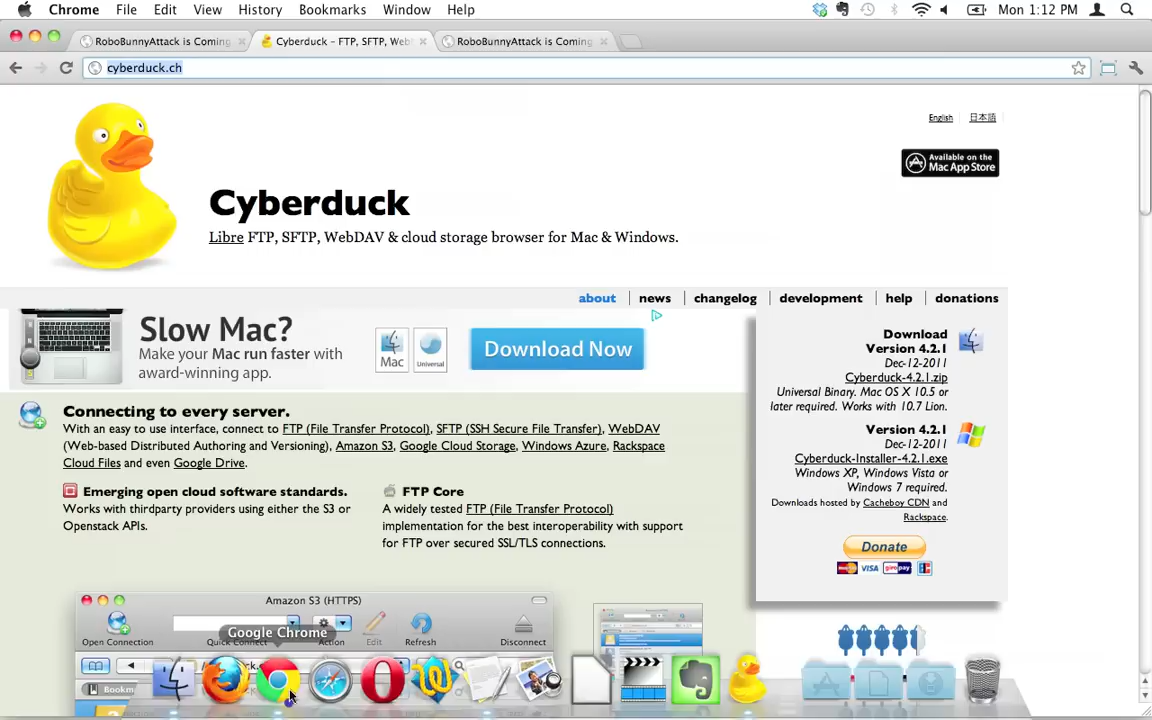 Chrome File Edit View History Bookmarks Window Help Mon 1:12 PM
RoboBunnyAttack is Coming
Cyberduck – FTP, SFTP, Web
RoboBunnyAttack is Coming
cyberduck.ch
English 日本語
Available on the
Mac App Store
Cyberduck
Libre FTP, SFTP, WebDAV & cloud storage browser for Mac & Windows.
about news changelog development help donations
Slow Mac?
Make your Mac run faster with
award-winning app.
Mac
Universal
Download Now
Download
Version 4.2.1
Dec-12-2011
Cyberduck-4.2.1.zip
Universal Binary. Mac OS X 10.5 or
later required. Works with 10.7 Lion.
Version 4.2.1
Dec-12-2011
Cyberduck-Installer-4.2.1.exe
Windows XP, Windows Vista or
Windows 7 required.
Downloads hosted by Cacheboy CDN and
Rackspace.
Donate
VISA
Connecting to every server.
With an easy to use interface, connect to FTP (File Transfer Protocol), SFTP (SSH Secure File Transfer), WebDAV
(Web-based Distributed Authoring and Versioning), Amazon S3, Google Cloud Storage, Windows Azure, Rackspace
Cloud Files and even Google Drive.
Emerging open cloud software standards.
Works with thirdparty providers using either the S3 or
Openstack APIs.
FTP Core
A widely tested FTP (File Transfer Protocol)
implementation for the best interoperability with support
for FTP over secured SSL/TLS connections.
Amazon S3 (HTTPS)
Google Chrome
Open Connection Quick Connect Action Edit Refresh Disconnect